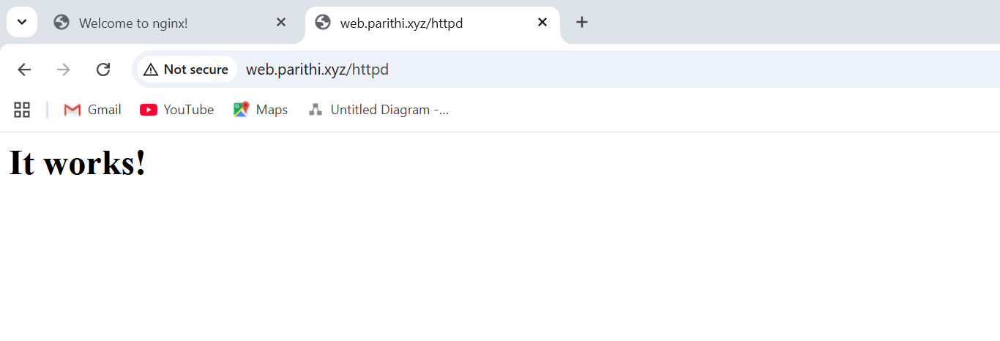 Welcome to nginx!
web.parithi.xyz/httpd
Not secure
web.parithi.xyz/httpd
Gmail
YouTube
Maps
Untitled Diagram -...
It works!